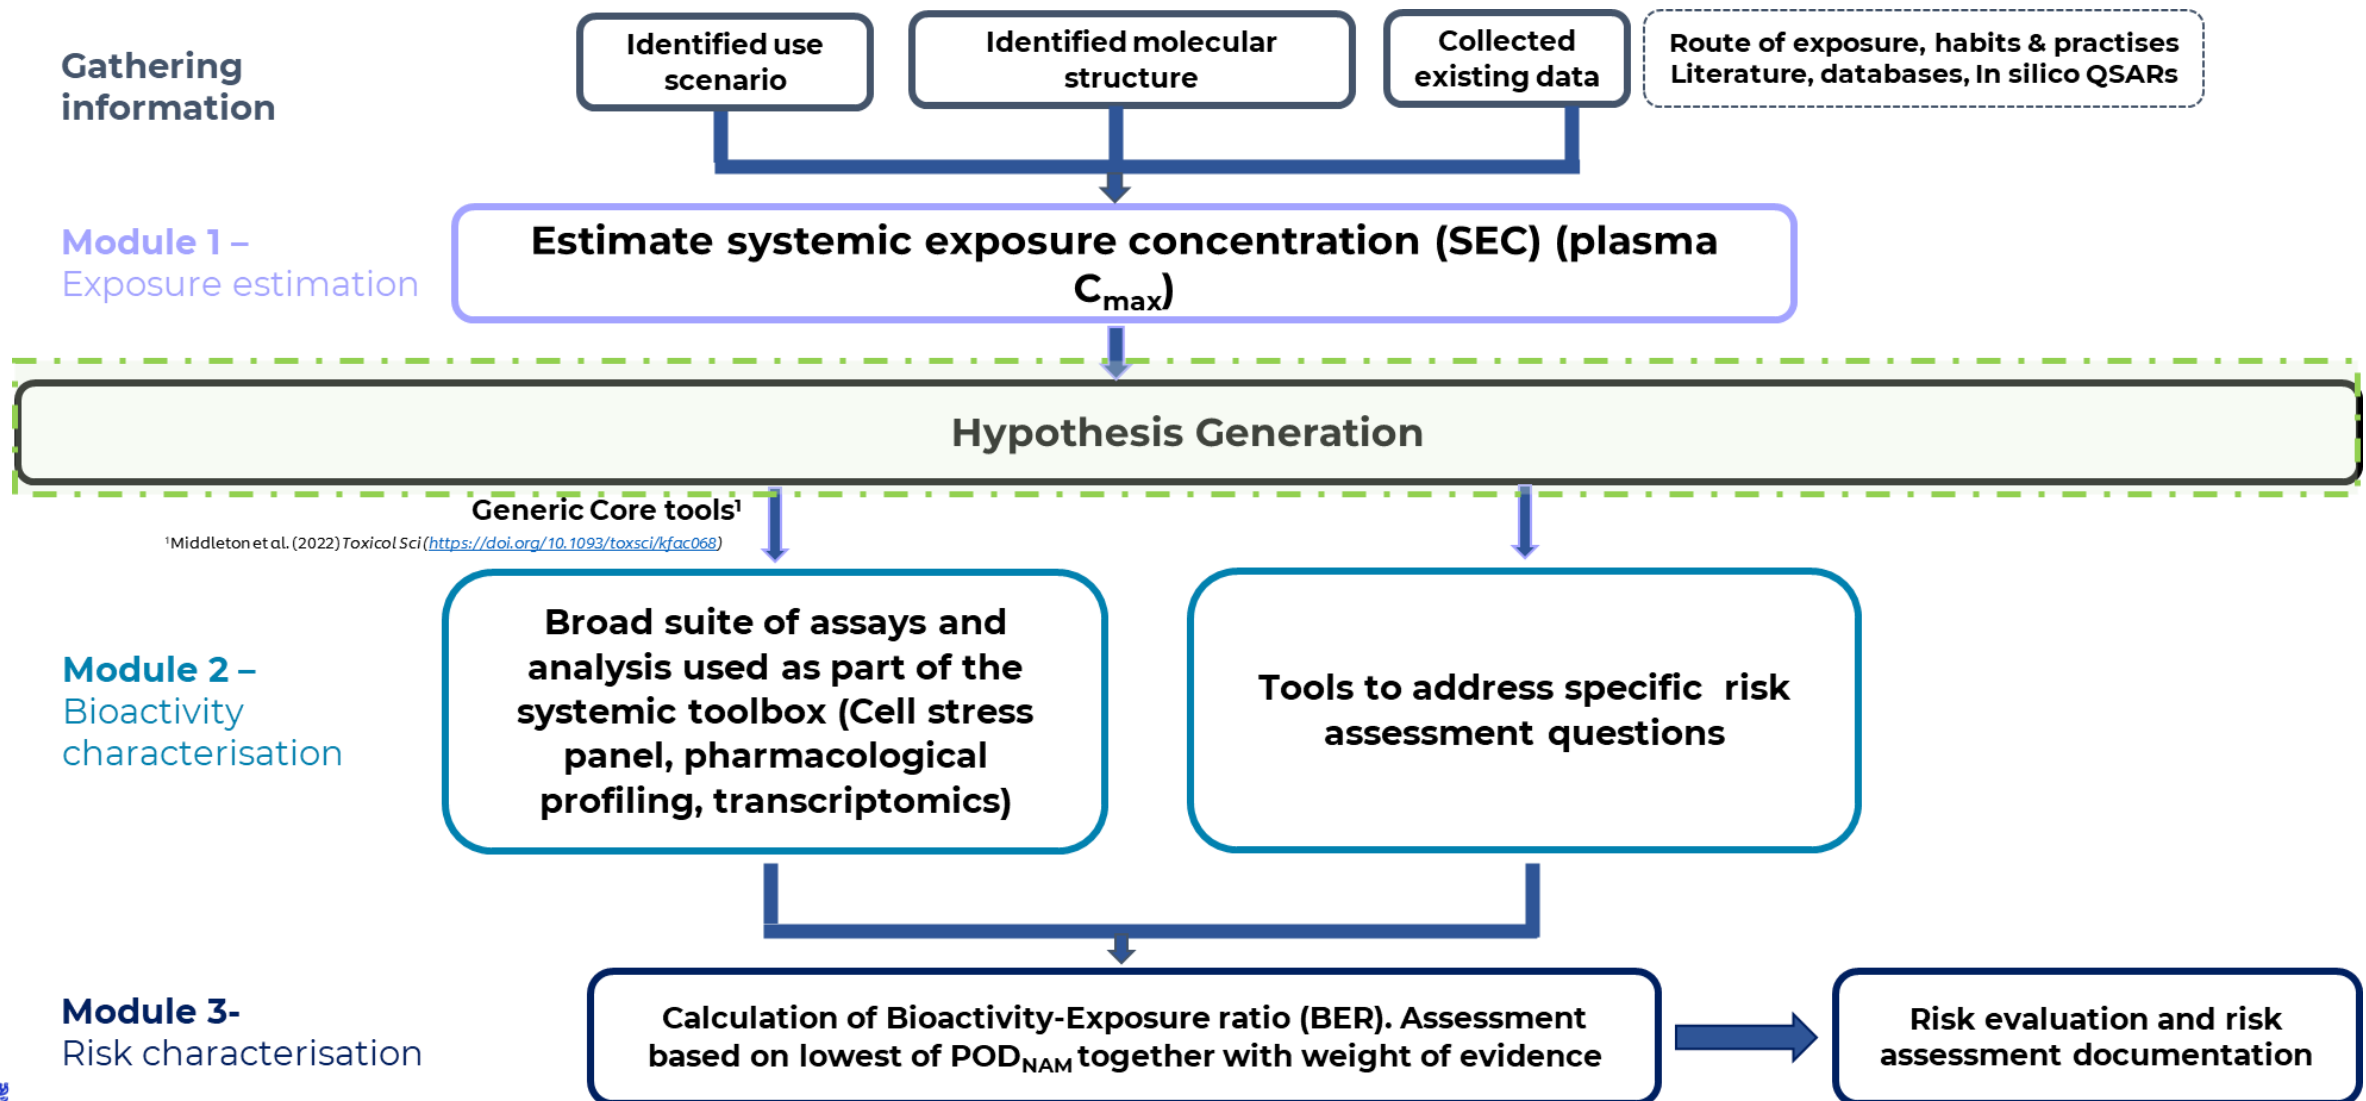 Gathering
information
Identified use
scenario
Identified molecular
structure
Collected
existing data
Route of exposure, habits & practises
Literature, databases, In silico QSARs
Module 1 –
Exposure estimation
Estimate systemic exposure concentration (SEC) (plasma
Cmax)
Hypothesis Generation
Generic Core tools¹
¹Middleton et al. (2022) Toxicol Sci (https://doi.org/10.1093/toxsci/kfac068)
Module 2 –
Bioactivity
characterisation
Broad suite of assays and
analysis used as part of the
systemic toolbox (Cell stress
panel, pharmacological
profiling, transcriptomics)
Tools to address specific risk
assessment questions
Module 3-
Risk characterisation
Calculation of Bioactivity-Exposure ratio (BER). Assessment
based on lowest of PODNAM together with weight of evidence
Risk evaluation and risk
assessment documentation